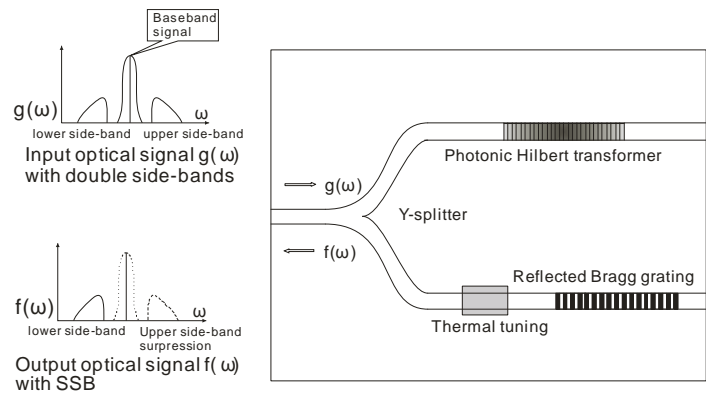 Baseband
signal
g(ω)
ω
lower side-band
upper side-band
Input optical signal g(ω)
with double side-bands
f(ω)
ω
lower side-band
Upper side-band
surpression
Output optical signal f(ω)
with SSB
Photonic Hilbert transformer
g(ω)
Y-splitter
f(ω)
Reflected Bragg grating
Thermal tuning